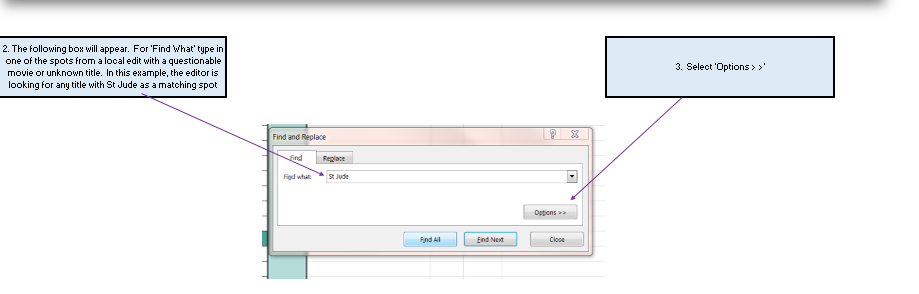 2. The following box will appear. For 'Find What' type in
one of the spots from a local edit with a questionable
movie or unknown title. In this example, the editor is
looking for any title with St Jude as a matching spot
3. Select 'Options > >'
Find and Replace
Find
Replace
Find what:
St Jude
Options >>
Find All
Find Next
Close